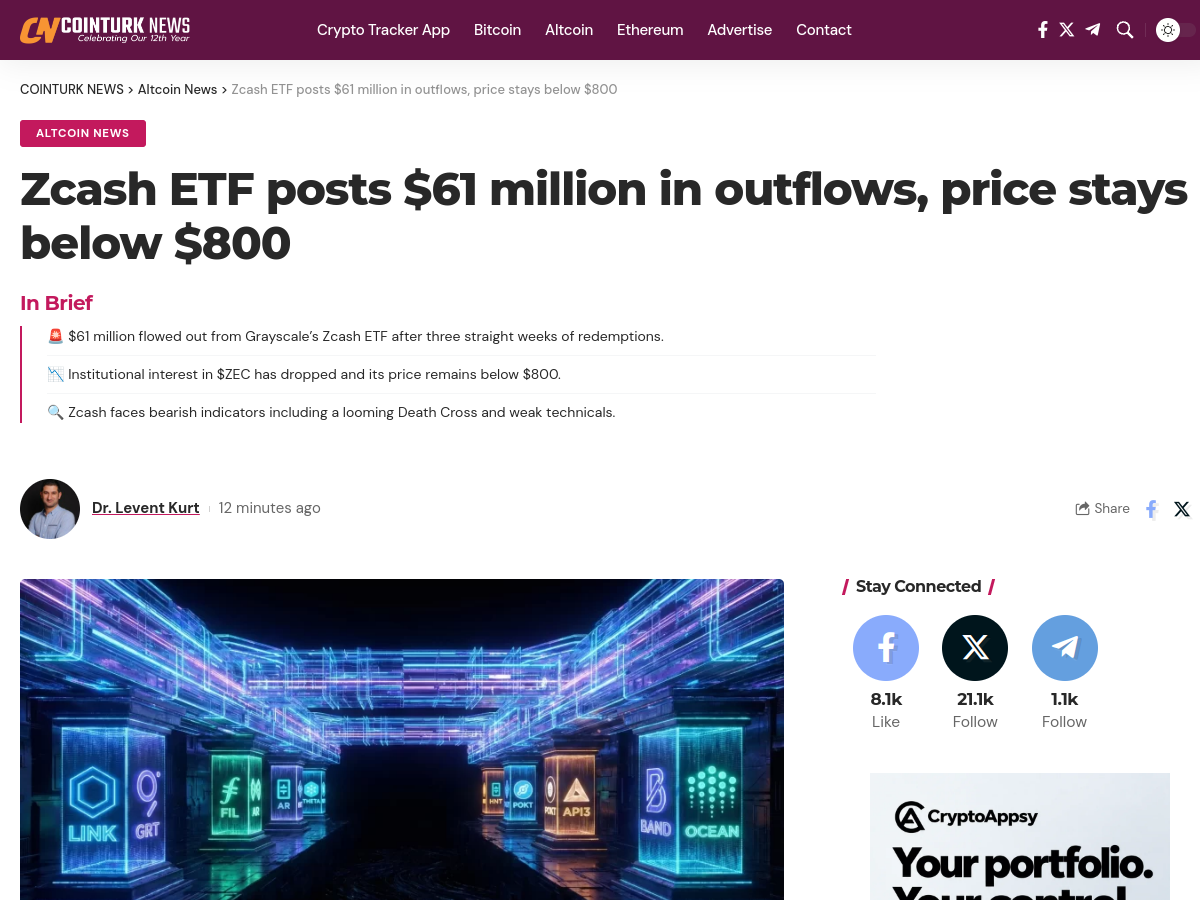 COINTURK NEWS
Celebrating Our 12th Year
Crypto Tracker App Bitcoin Altcoin Ethereum Advertise Contact
COINTURK NEWS > Altcoin News > Zcash ETF posts $61 million in outflows, price stays below $800
ALTCOIN NEWS
Zcash ETF posts $61 million in outflows, price stays
below $800
In Brief
🚨 $61 million flowed out from Grayscale’s Zcash ETF after three straight weeks of redemptions.
📉 Institutional interest in $ZEC has dropped and its price remains below $800.
🔍 Zcash faces bearish indicators including a looming Death Cross and weak technicals.
Dr. Levent Kurt 12 minutes ago
Share
Stay Connected
8.1k 21.1k 1.1k
Like Follow Follow
LINK GRT FIL AR THETA HNT POKT API3 BAND OCEAN
CryptoAppsy
Your portfolio.
Your control.